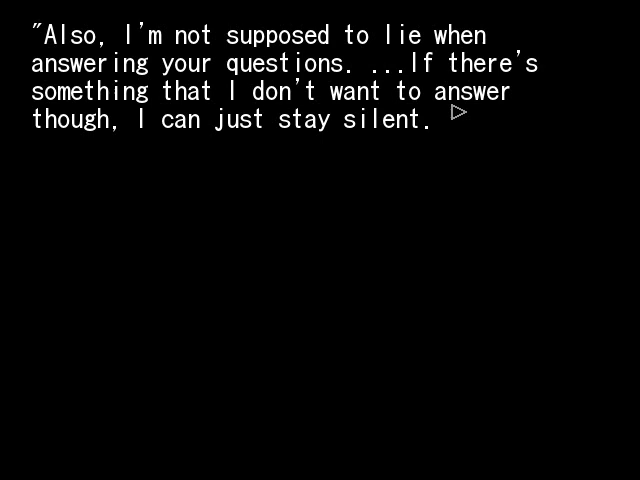 "Also, I'm not supposed to lie when
answering your questions. ...If there's
something that I don't want to answer
though, I can just stay silent.